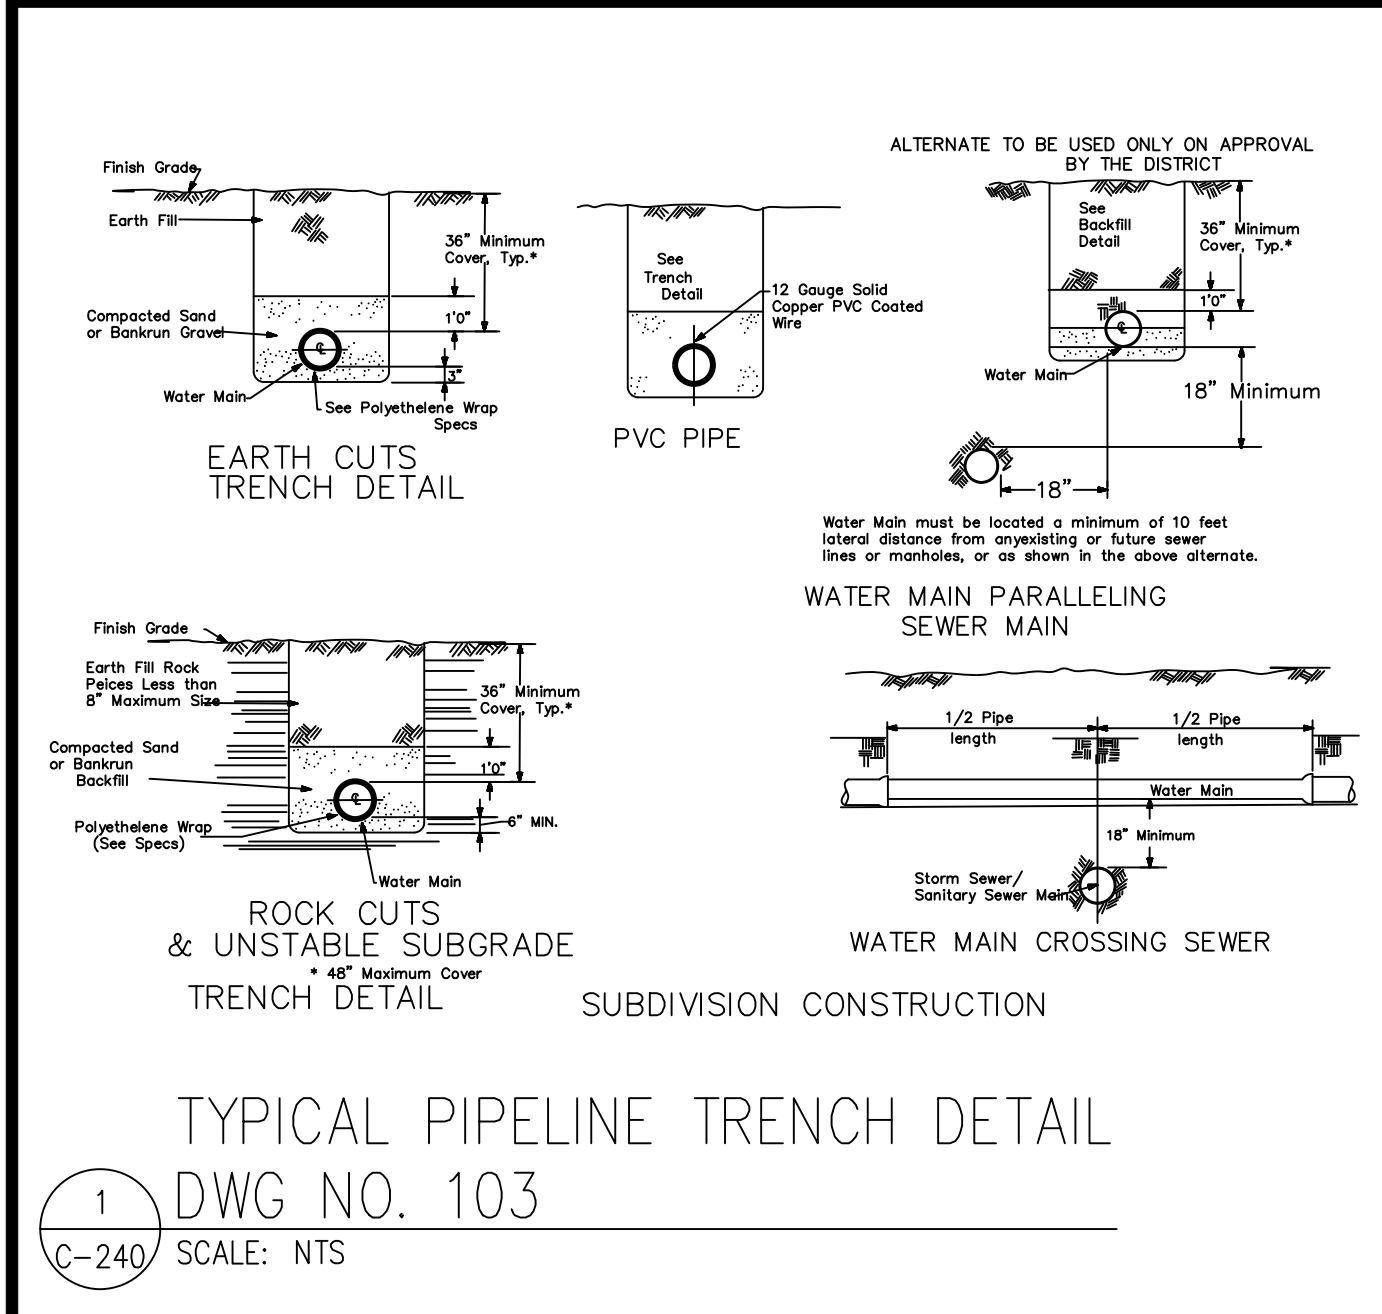 Finish Grade
Earth Fill
36" Minimum
Cover, Typ.*
Compacted Sand
or Bankrun Gravel
1'0"
℄
3"
Water Main
See Polyethelene Wrap
Specs
EARTH CUTS
TRENCH DETAIL
See
Trench
Detail
12 Gauge Solid
Copper PVC Coated
Wire
PVC PIPE
ALTERNATE TO BE USED ONLY ON APPROVAL
BY THE DISTRICT
See
Backfill
Detail
36" Minimum
Cover, Typ.*
1'0"
℄
Water Main
18" Minimum
18"
Water Main must be located a minimum of 10 feet
lateral distance from anyexisting or future sewer
lines or manholes, or as shown in the above alternate.
WATER MAIN PARALLELING
SEWER MAIN
Finish Grade
Earth Fill Rock
Peices Less than
8" Maximum Size
36" Minimum
Cover, Typ.*
Compacted Sand
or Bankrun
Backfill
1'0"
℄
Polyethelene Wrap
(See Specs)
6" MIN.
Water Main
ROCK CUTS
& UNSTABLE SUBGRADE
* 48" Maximum Cover
TRENCH DETAIL
1/2 Pipe
length
1/2 Pipe
length
Water Main
18" Minimum
Storm Sewer/
Sanitary Sewer Main
WATER MAIN CROSSING SEWER
SUBDIVISION CONSTRUCTION
TYPICAL PIPELINE TRENCH DETAIL
DWG NO. 103
1
C-240
SCALE: NTS